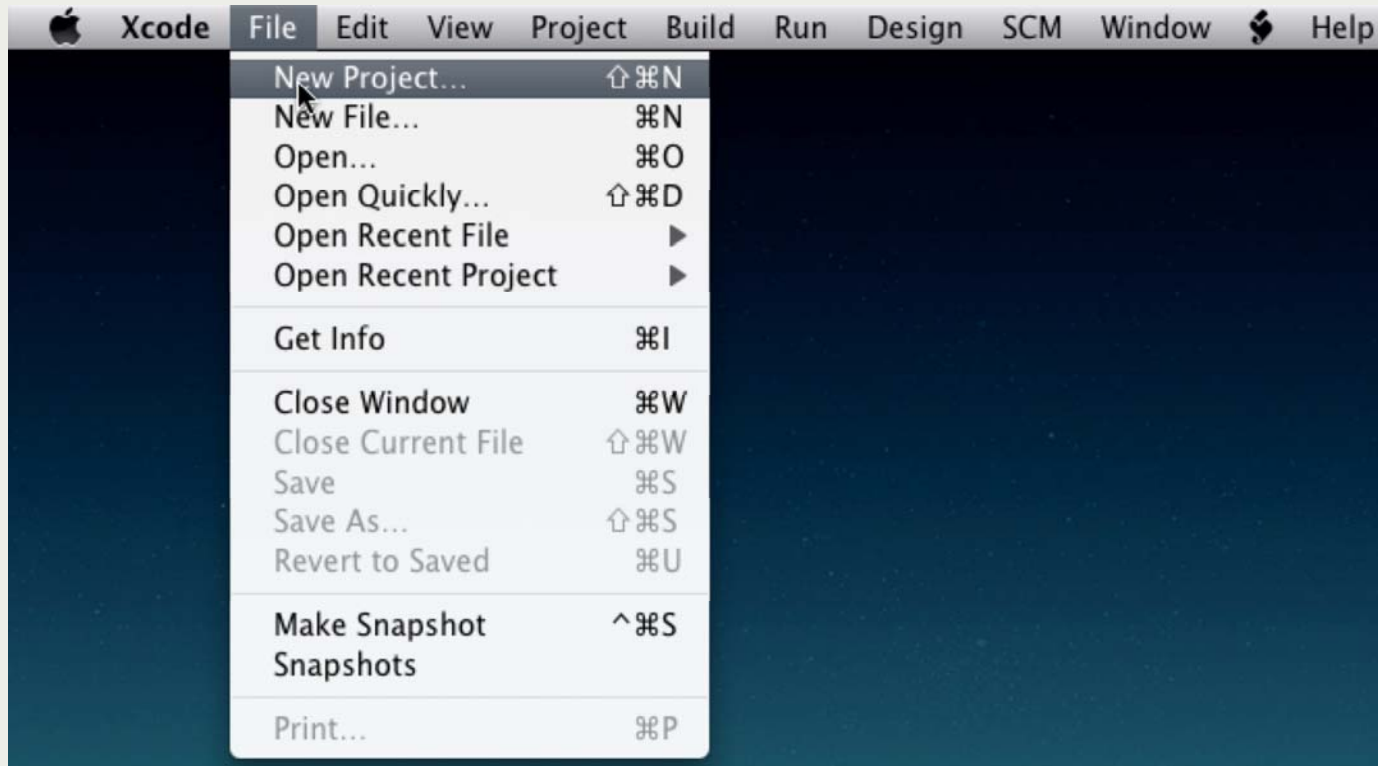 Xcode File Edit View Project Build Run Design SCM Window Help
New Project... ⇧⌘N
New File... ⌘N
Open... ⌘O
Open Quickly... ⇧⌘D
Open Recent File ▶
Open Recent Project ▶
Get Info ⌘I
Close Window ⌘W
Close Current File ⇧⌘W
Save ⌘S
Save As... ⇧⌘S
Revert to Saved ⌘U
Make Snapshot ^⌘S
Snapshots
Print... ⌘P